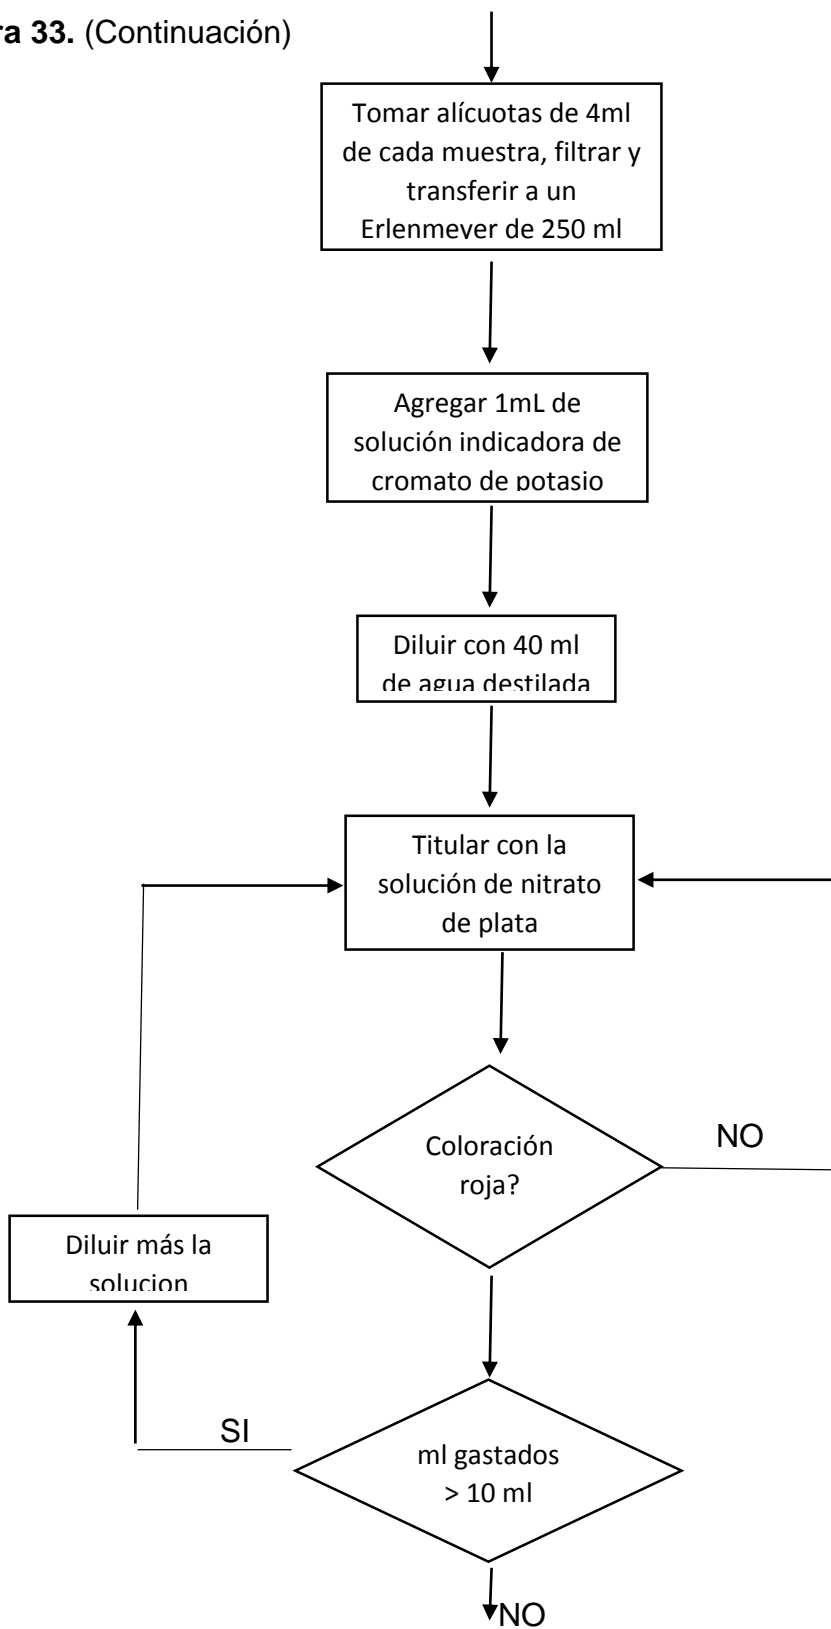 ra 33. (Continuación)
Tomar alícuotas de 4ml
de cada muestra, filtrar y
transferir a un
Erlenmeyer de 250 ml
Agregar 1mL de
solución indicadora de
cromato de potasio
Diluir con 40 ml
de agua destilada
Titular con la
solución de nitrato
de plata
Coloración
roja?
NO
Diluir más la
solucion
SI
ml gastados
> 10 ml
NO